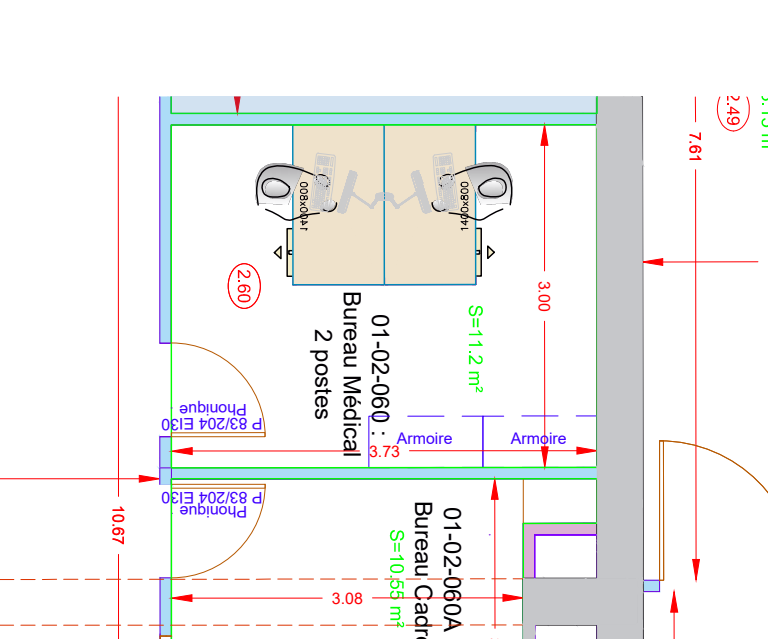 2.49
7.61
1400x800
1400x800
2.60
3.00
01-02-060 :
Bureau Médical
2 postes
S=11.2 m²
P 83/204 EI30
Phonique
Armoire
Armoire
3.73
P 83/204 EI30
Phonique
10.67
01-02-060A
Bureau Cadre
S=10.55 m²
3.08